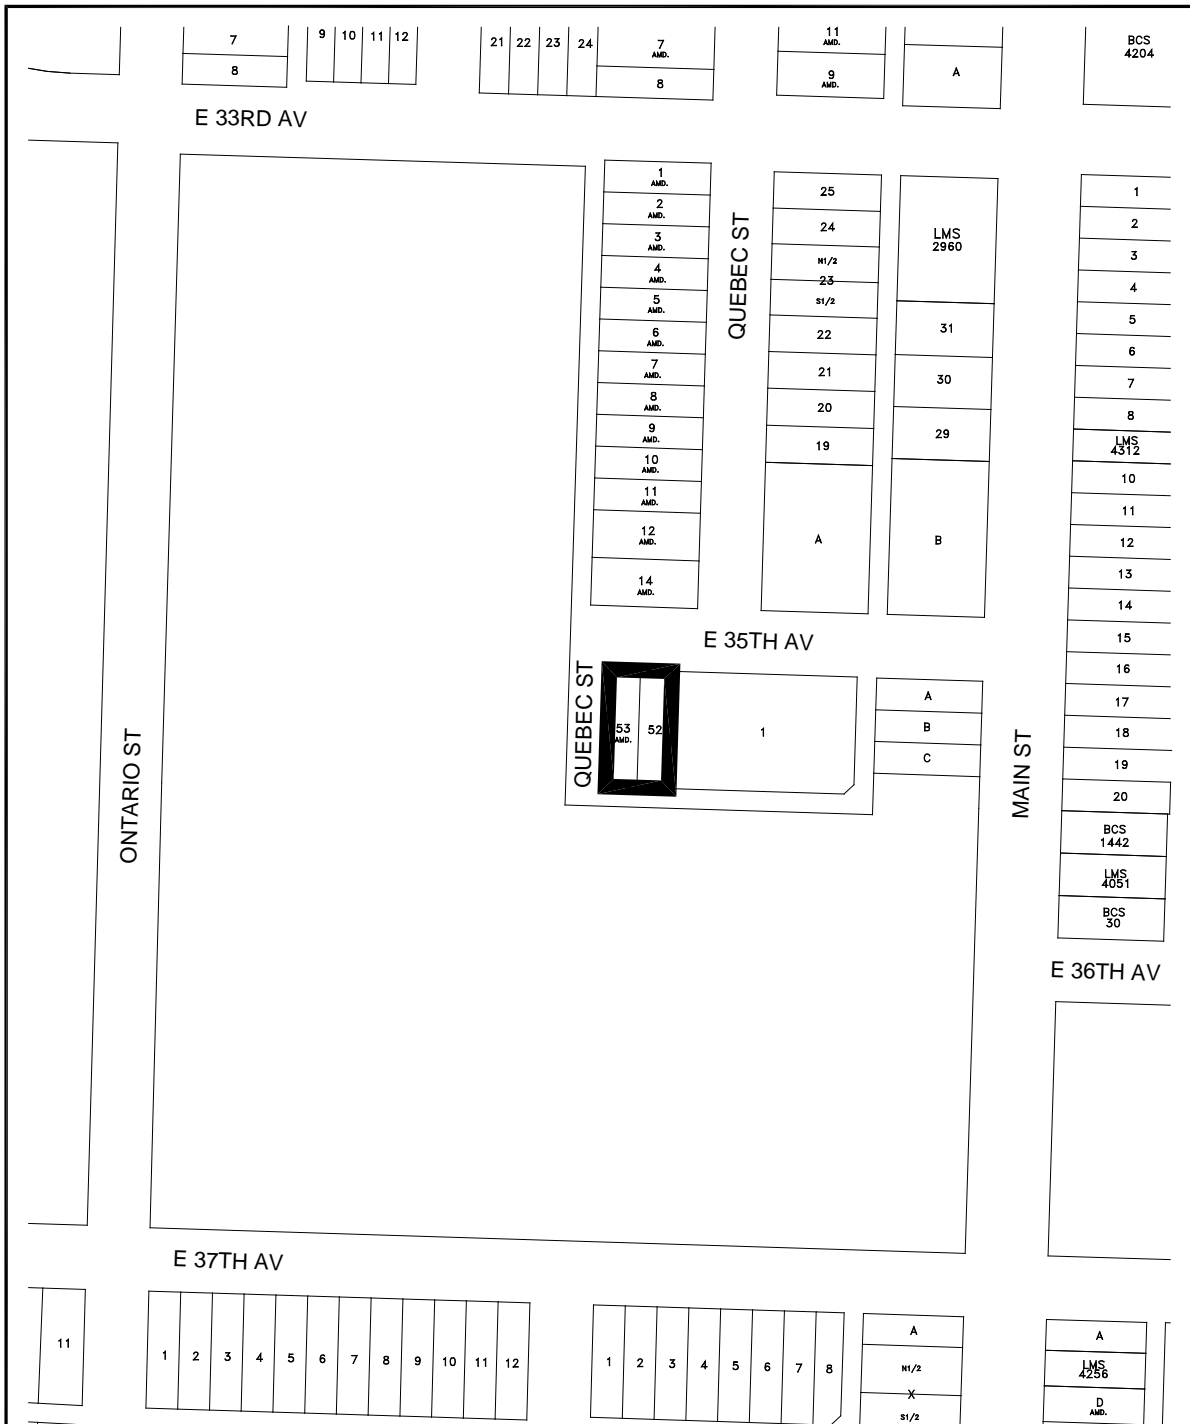 7
8
9 10 11 12
21 22 23 24
7
AMD.
8
11
AMD.
9
AMD.
A
BCS
4204
E 33RD AV
1
AMD.
2
AMD.
3
AMD.
4
AMD.
5
AMD.
6
AMD.
7
AMD.
8
AMD.
9
AMD.
10
AMD.
11
AMD.
12
AMD.
14
AMD.
QUEBEC ST
25
24
N1/2
23
S1/2
22
21
20
19
A
LMS
2960
31
30
29
B
1
2
3
4
5
6
7
8
LMS
4312
10
11
12
13
14
15
16
17
18
19
20
BCS
1442
LMS
4051
BCS
30
E 35TH AV
QUEBEC ST
53
AMD.
52
1
A
B
C
ONTARIO ST
MAIN ST
E 36TH AV
E 37TH AV
11
1 2 3 4 5 6 7 8 9 10 11 12
1 2 3 4 5 6 7 8
A
N1/2
X
S1/2
A
LMS
4256
D
AMD.